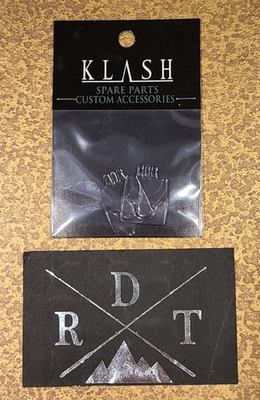 KLASH
SPARE PARTS
CUSTOM ACCESSORIES
D
R T